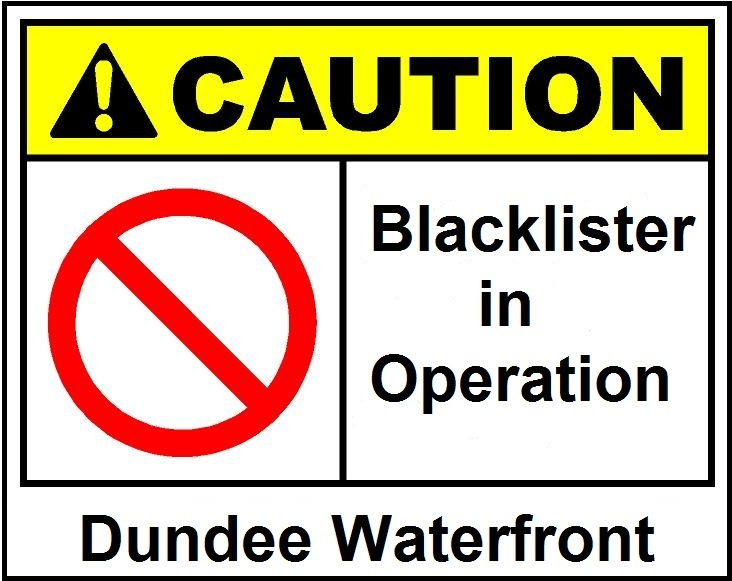 CAUTION
Blacklister
in
Operation
Dundee Waterfront